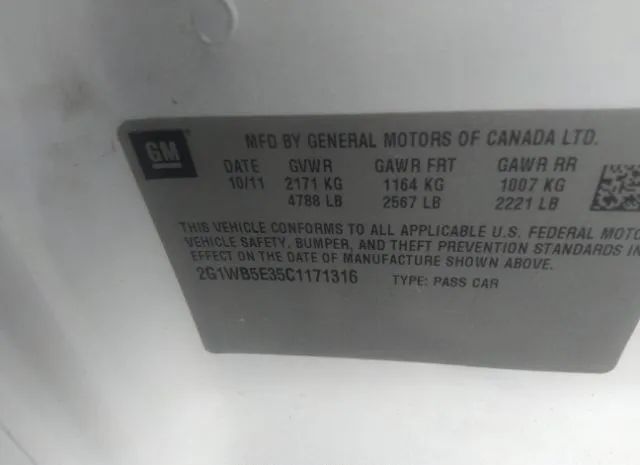 GM
MFD BY GENERAL MOTORS OF CANADA LTD.
DATE GVWR GAWR FRT GAWR RR
10/11 2171 KG 1164 KG 1007 KG
4788 LB 2567 LB 2221 LB
THIS VEHICLE CONFORMS TO ALL APPLICABLE U.S. FEDERAL MOTO
VEHICLE SAFETY, BUMPER, AND THEFT PREVENTION STANDARDS IN
EFFECT ON THE DATE OF MANUFACTURE SHOWN ABOVE.
2G1WB5E35C1171316 TYPE: PASS CAR